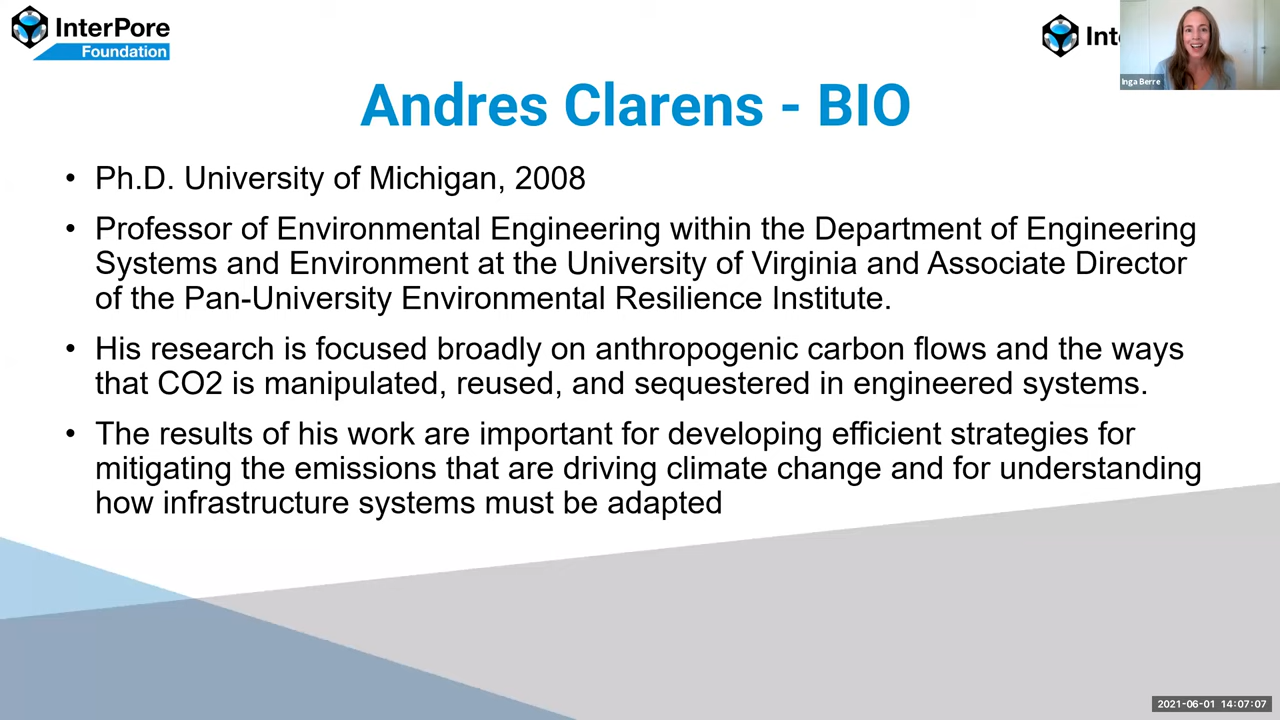 InterPore
Foundation
Inte
Inga Berre
Andres Clarens - BIO
• Ph.D. University of Michigan, 2008
• Professor of Environmental Engineering within the Department of Engineering
Systems and Environment at the University of Virginia and Associate Director
of the Pan-University Environmental Resilience Institute.
• His research is focused broadly on anthropogenic carbon flows and the ways
that CO2 is manipulated, reused, and sequestered in engineered systems.
• The results of his work are important for developing efficient strategies for
mitigating the emissions that are driving climate change and for understanding
how infrastructure systems must be adapted
2021-06-01 14:07:07